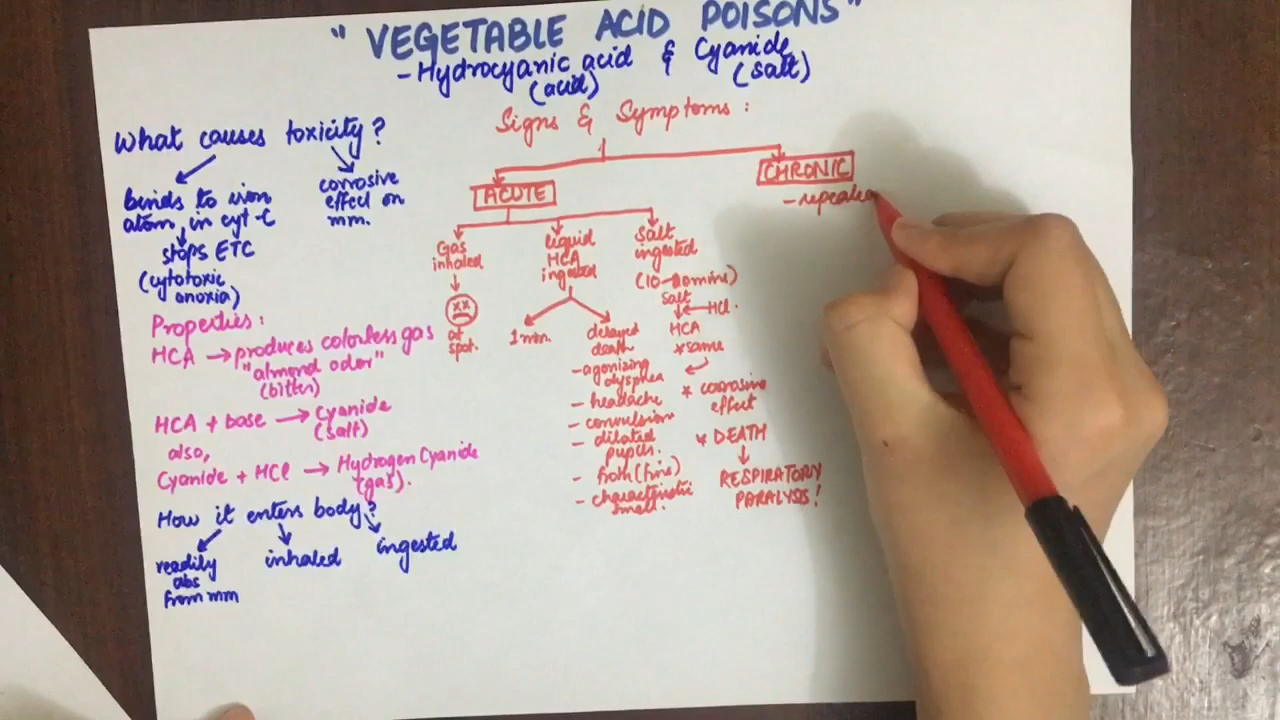 " VEGETABLE ACID POISONS "
- Hydrocyanic acid & Cyanide
(acid) (salt)
What causes toxicity?
binds to iron
atom in cyt-C
stops ETC
(cytotoxic
anoxia)
corrosive
effect on
mm.
Properties:
HCA → produces colorless gas
"almond odor"
(bitter)
HCA + base → Cyanide
(salt)
also,
Cyanide + HCl → Hydrogen Cyanide
(gas).
How it enters body?
readily
abs
from mm
inhaled
ingested
Signs & Symptoms :
ACUTE
Gas
inhaled
xx
at
spot.
liquid
HCA
ingested
1 min.
delayed
death
- agonizing
dyspnea
- headache
- convulsion
- dilated
pupils.
- froth (fine)
- characteristic
smell.
Salt
ingested
salt
HCl.
HCA
* same
* corrosive
effect
* DEATH
RESPIRATORY
PARALYSIS!
CHRONIC